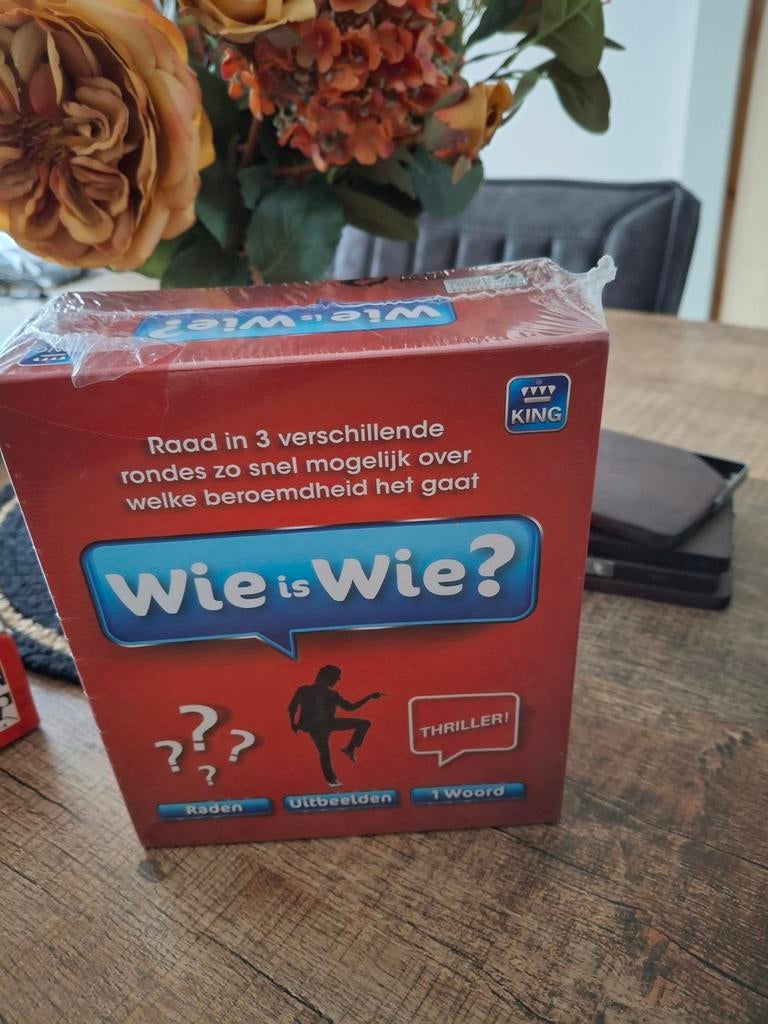 Wie is Wie?
KING
Raad in 3 verschillende
rondes zo snel mogelijk over
welke beroemdheid het gaat
Wie is Wie?
? ? ? ?
THRILLER!
Raden
Uitbeelden
1 Woord